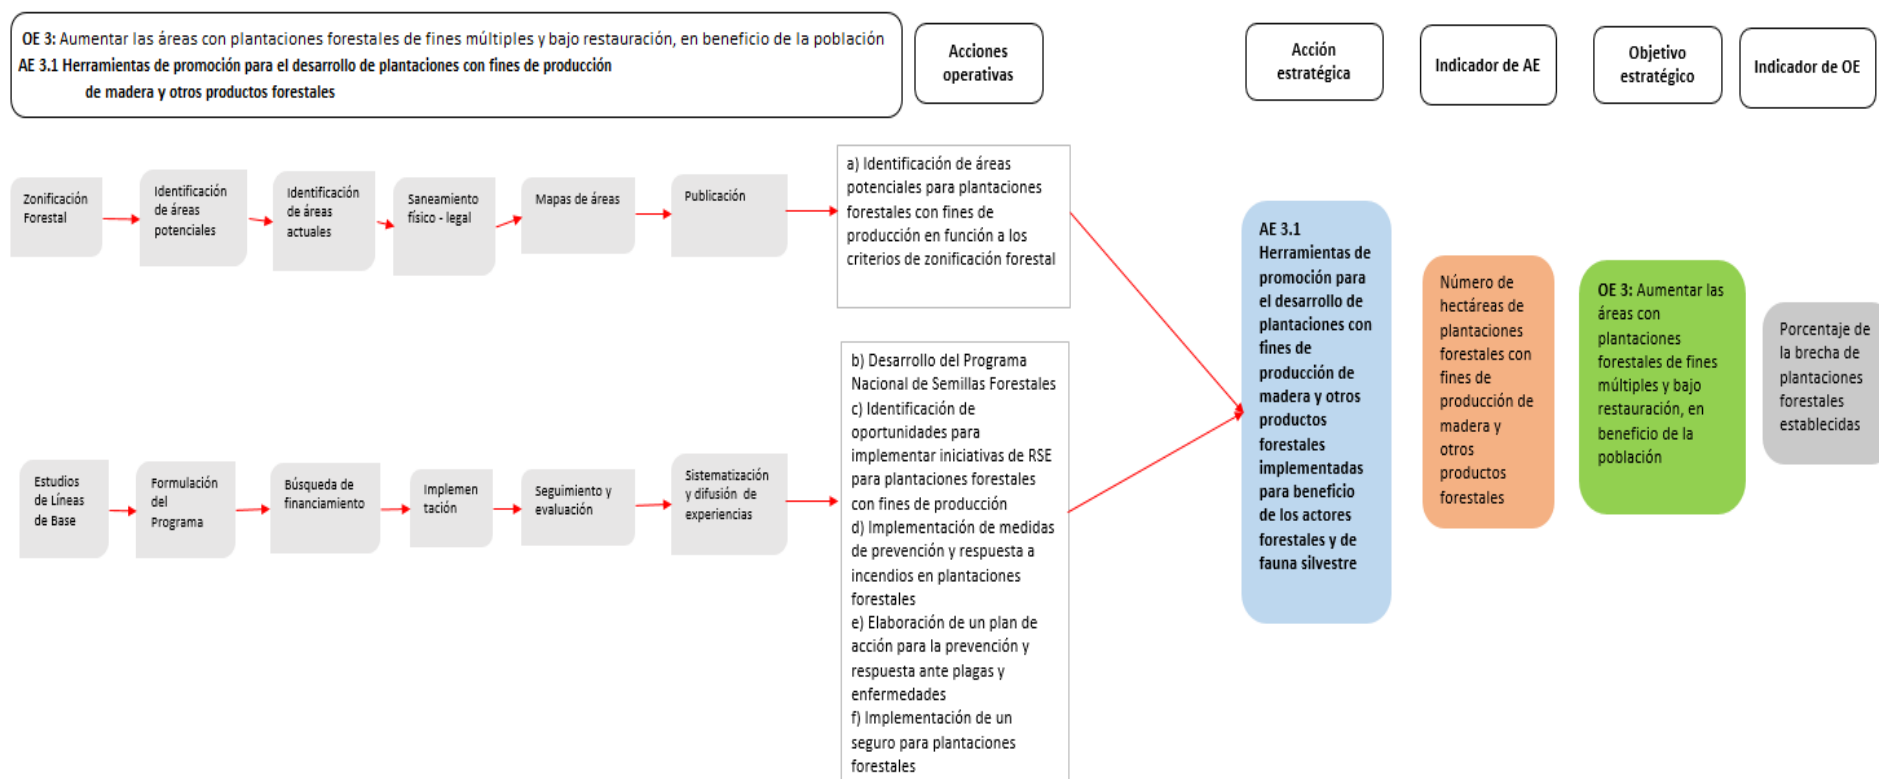 OE 3: Aumentar las áreas con plantaciones forestales de fines múltiples y bajo restauración, en beneficio de la población
AE 3.1 Herramientas de promoción para el desarrollo de plantaciones con fines de producción
de madera y otros productos forestales
Acciones
operativas
Acción
estratégica
Indicador de AE
Objetivo
estratégico
Indicador de OE
Zonificación
Forestal
Identificación
de áreas
potenciales
Identificación
de áreas
actuales
Saneamiento
físico - legal
Mapas de áreas
Publicación
a) Identificación de áreas
potenciales para plantaciones
forestales con fines de
producción en función a los
criterios de zonificación forestal
Estudios
de Líneas
de Base
Formulación
del
Programa
Búsqueda de
financiamiento
Implemen
tación
Seguimiento y
evaluación
Sistematización
y difusión de
experiencias
b) Desarrollo del Programa
Nacional de Semillas Forestales
c) Identificación de
oportunidades para
implementar iniciativas de RSE
para plantaciones forestales
con fines de producción
d) Implementación de medidas
de prevención y respuesta a
incendios en plantaciones
forestales
e) Elaboración de un plan de
acción para la prevención y
respuesta ante plagas y
enfermedades
f) Implementación de un
seguro para plantaciones
forestales
AE 3.1
Herramientas de
promoción para
el desarrollo de
plantaciones con
fines de
producción de
madera y otros
productos
forestales
implementadas
para beneficio
de los actores
forestales y de
fauna silvestre
Número de
hectáreas de
plantaciones
forestales con
fines de
producción de
madera y
otros
productos
forestales
OE 3: Aumentar las
áreas con
plantaciones
forestales de fines
múltiples y bajo
restauración, en
beneficio de la
población
Porcentaje de
la brecha de
plantaciones
forestales
establecidas